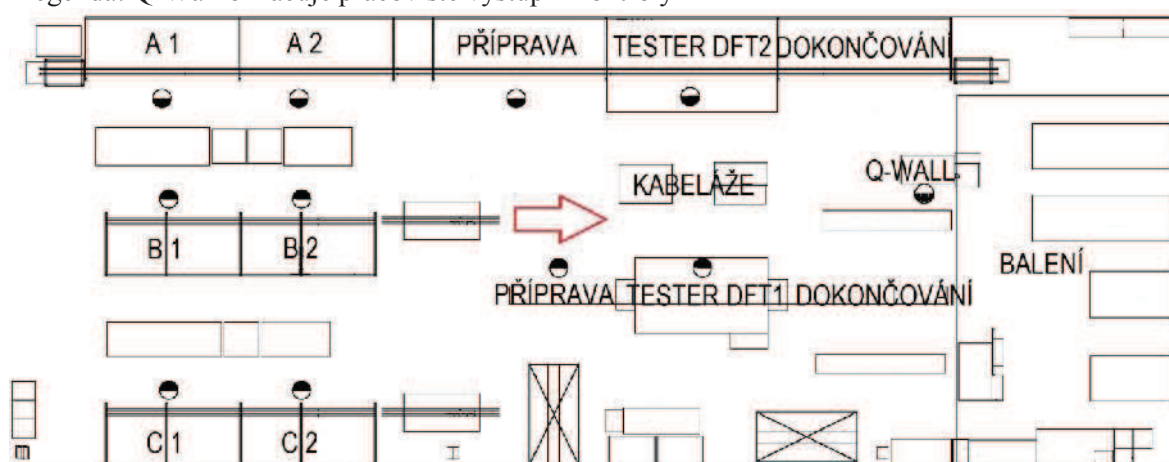 A 1 A 2 PŘÍPRAVA TESTER DFT2 DOKONČOVÁNÍ
KABELÁŽE Q-WALL
B 1 B 2 BALENÍ
PŘÍPRAVA TESTER DFT1 DOKONČOVÁNÍ
C 1 C 2